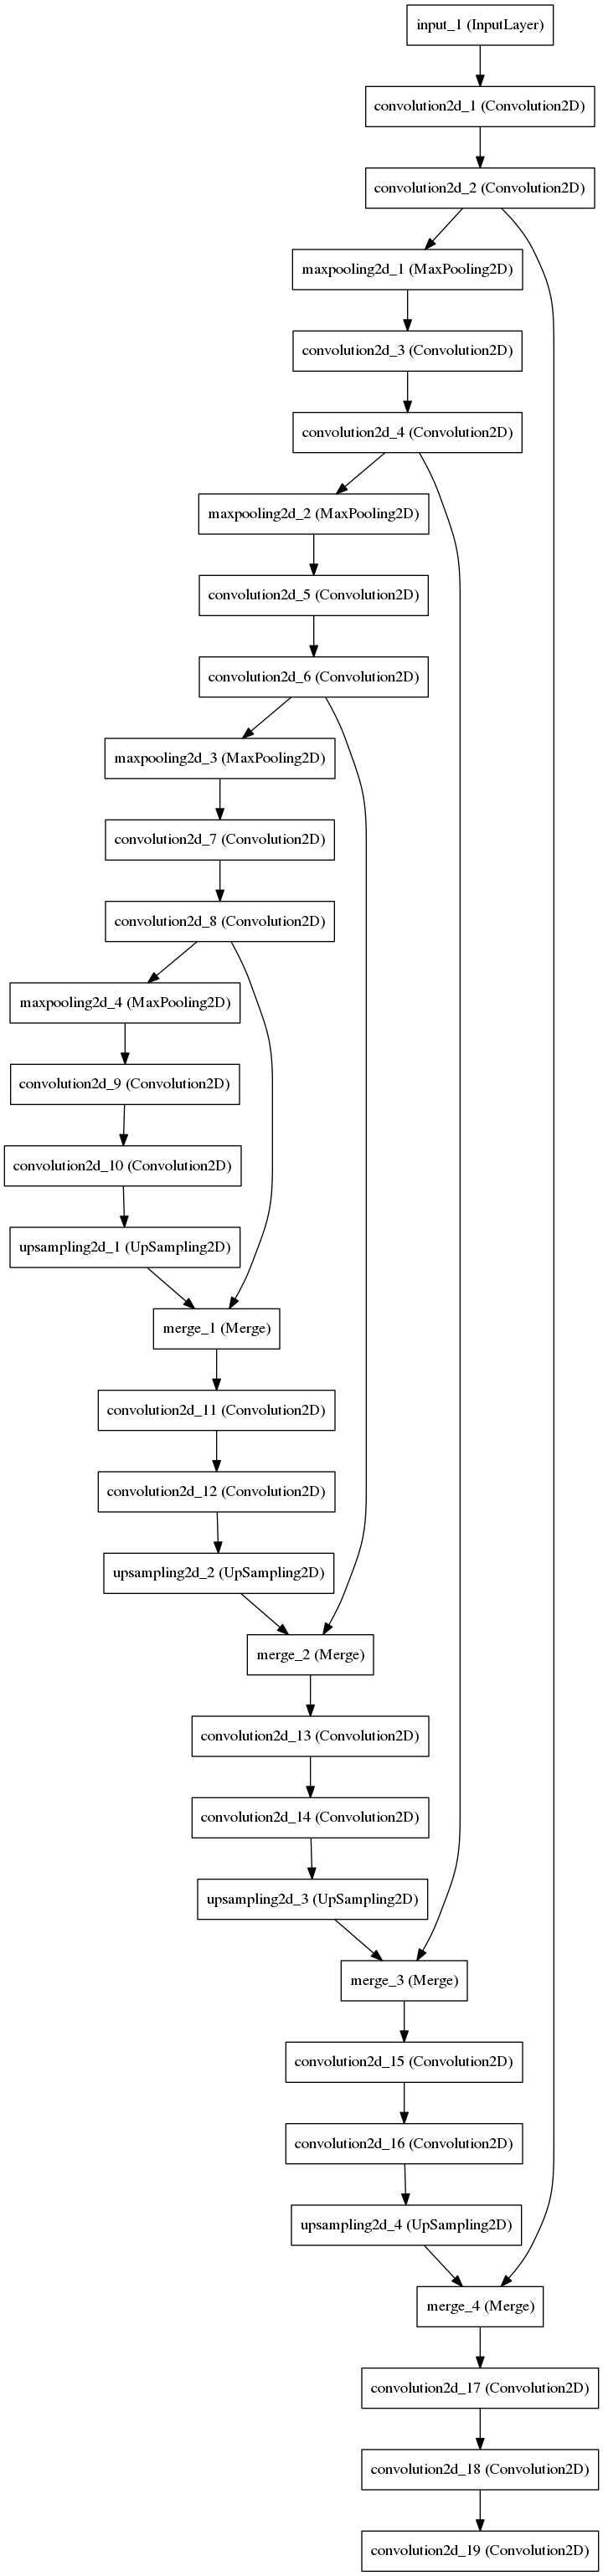 input_1 (InputLayer)
convolution2d_1 (Convolution2D)
convolution2d_2 (Convolution2D)
maxpooling2d_1 (MaxPooling2D)
convolution2d_3 (Convolution2D)
convolution2d_4 (Convolution2D)
maxpooling2d_2 (MaxPooling2D)
convolution2d_5 (Convolution2D)
convolution2d_6 (Convolution2D)
maxpooling2d_3 (MaxPooling2D)
convolution2d_7 (Convolution2D)
convolution2d_8 (Convolution2D)
maxpooling2d_4 (MaxPooling2D)
convolution2d_9 (Convolution2D)
convolution2d_10 (Convolution2D)
upsampling2d_1 (UpSampling2D)
merge_1 (Merge)
convolution2d_11 (Convolution2D)
convolution2d_12 (Convolution2D)
upsampling2d_2 (UpSampling2D)
merge_2 (Merge)
convolution2d_13 (Convolution2D)
convolution2d_14 (Convolution2D)
upsampling2d_3 (UpSampling2D)
merge_3 (Merge)
convolution2d_15 (Convolution2D)
convolution2d_16 (Convolution2D)
upsampling2d_4 (UpSampling2D)
merge_4 (Merge)
convolution2d_17 (Convolution2D)
convolution2d_18 (Convolution2D)
convolution2d_19 (Convolution2D)